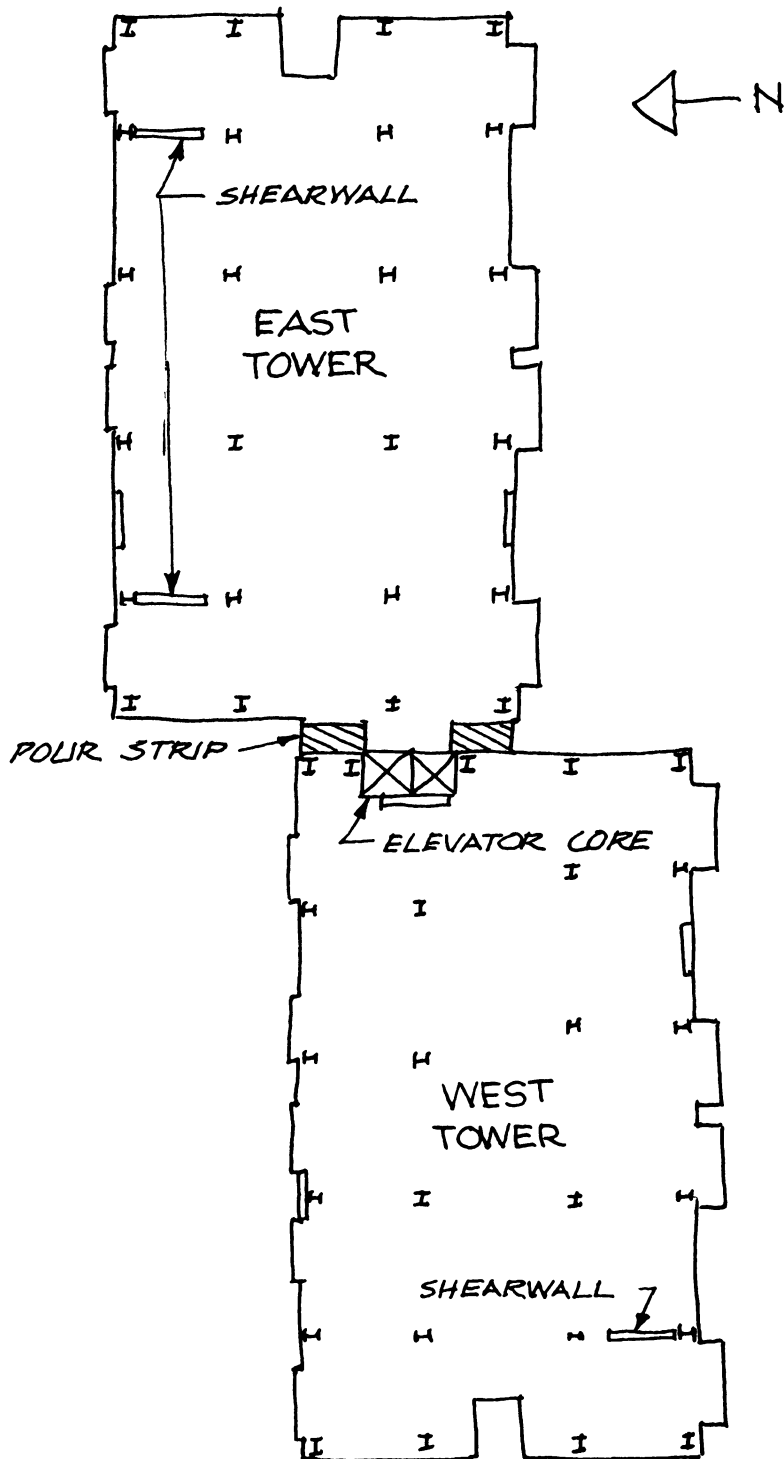 N
SHEARWALL
EAST
TOWER
POUR STRIP
ELEVATOR CORE
WEST
TOWER
SHEARWALL